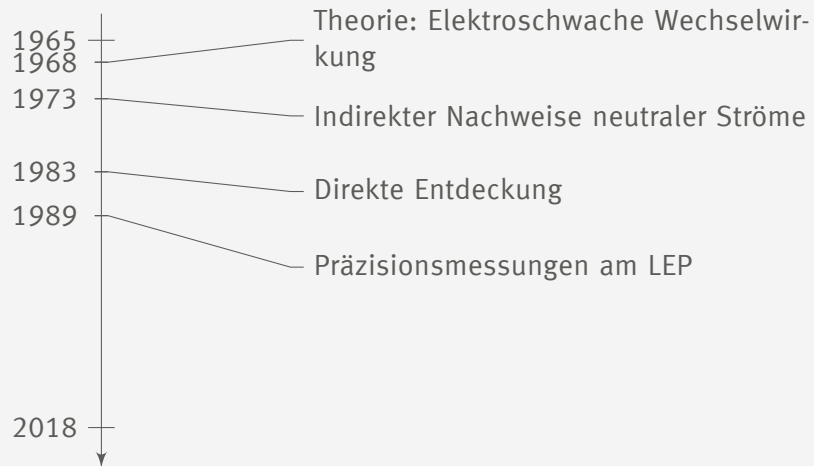 1965
Theorie: Elektroschwache Wechselwir-
kung
1968
1973
Indirekter Nachweise neutraler Ströme
1983
Direkte Entdeckung
1989
Präzisionsmessungen am LEP
2018